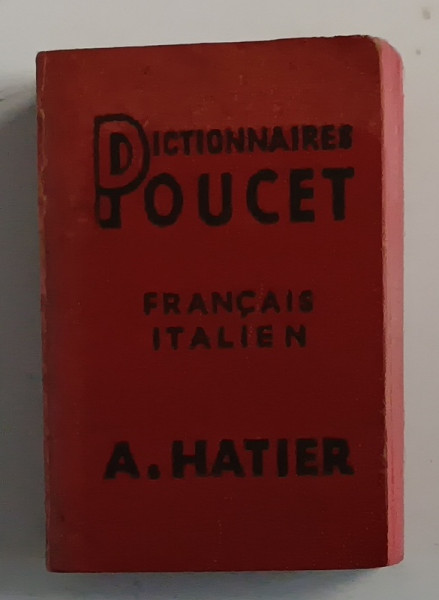 DICTIONNAIRES
POUCET
FRANÇAIS
ITALIEN
A. HATIER